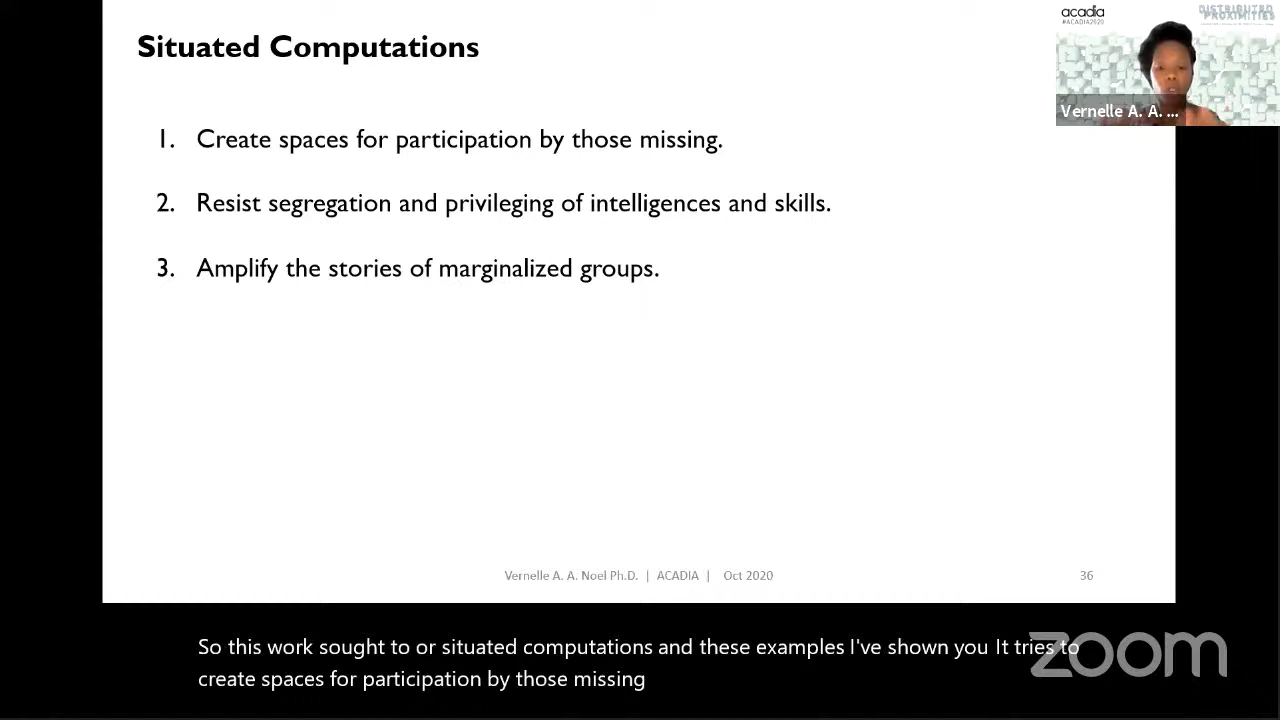 Situated Computations
acadia
#ACADIA2020
DISTRIBUTED
PROXIMITIES
Vernelle A. A. ...
1. Create spaces for participation by those missing.
2. Resist segregation and privileging of intelligences and skills.
3. Amplify the stories of marginalized groups.
Vernelle A. A. Noel Ph.D. | ACADIA | Oct 2020
36
So this work sought to or situated computations and these examples I've shown you It tries to
create spaces for participation by those missing
zoom